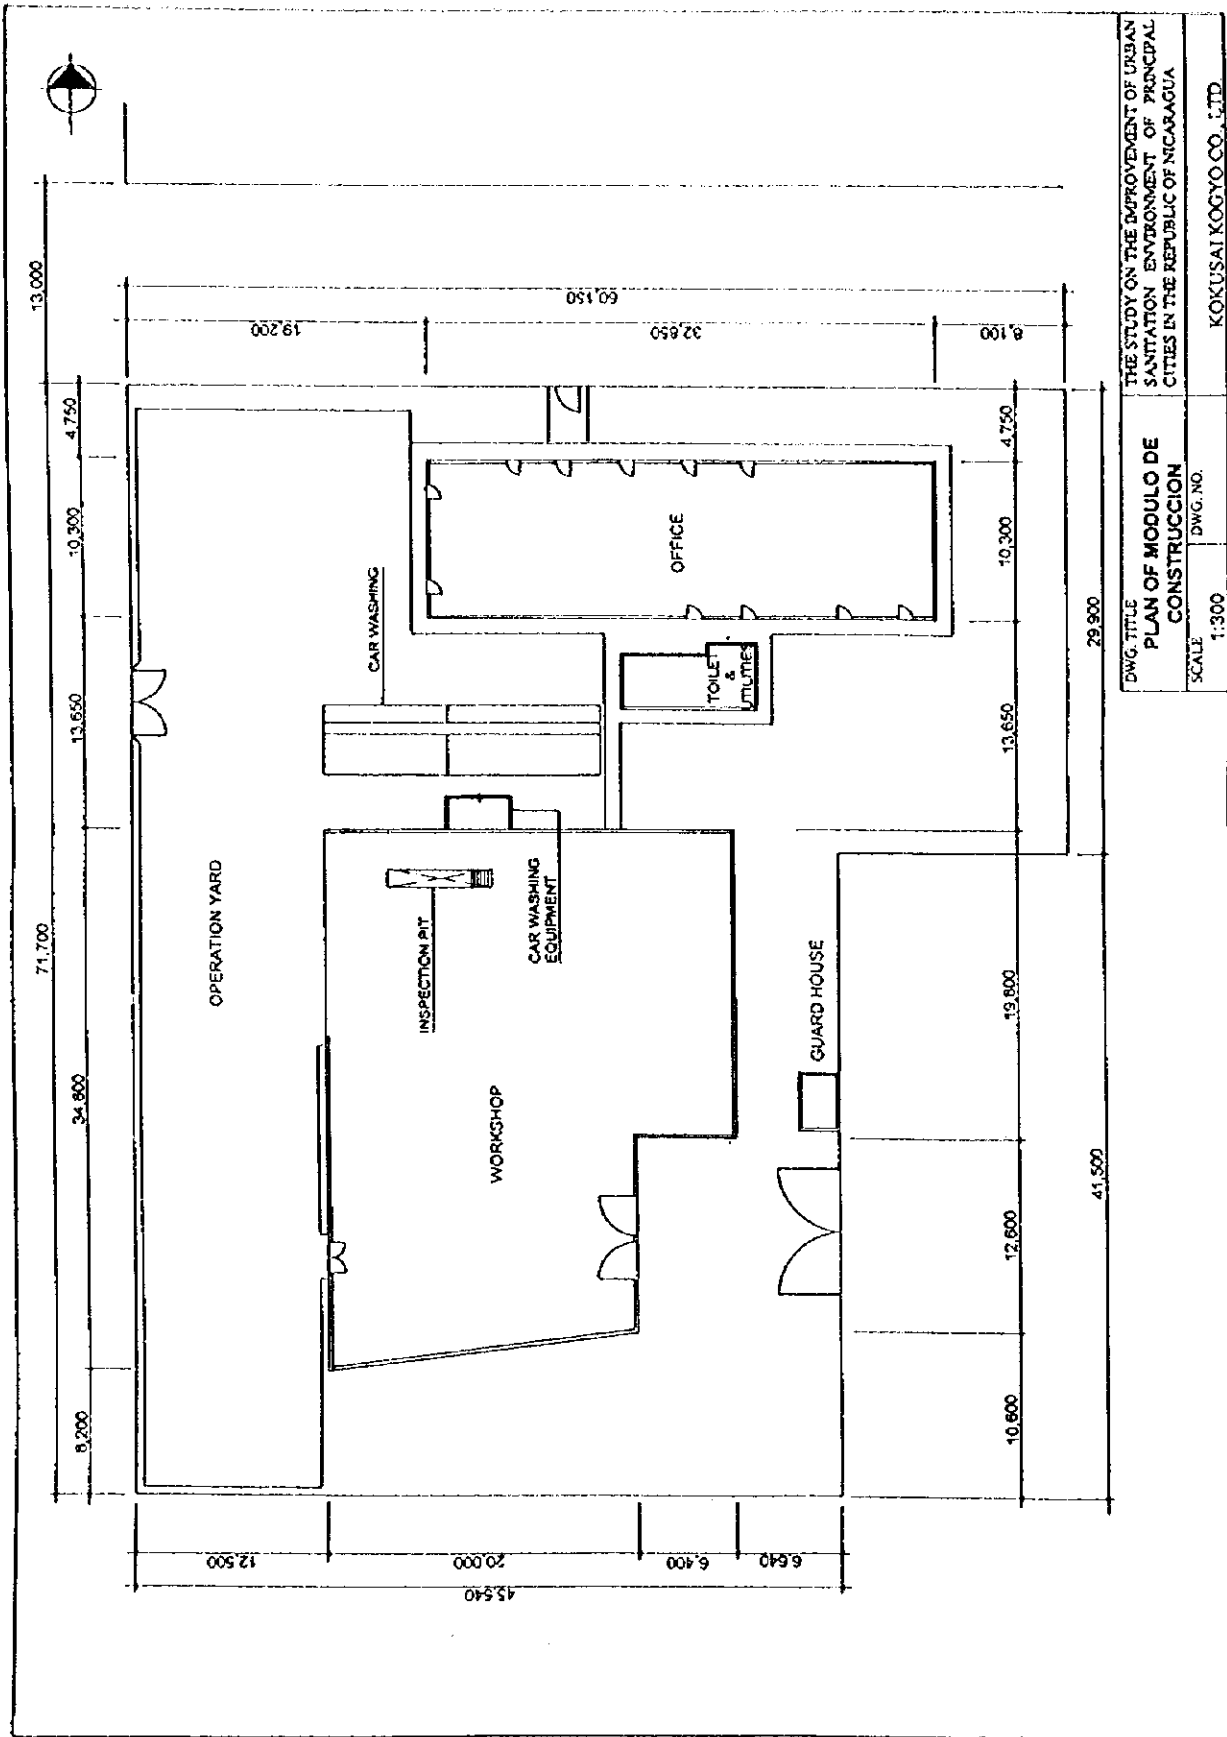 13,000
71,700
8,200
34,800
13,650
10,300
4,750
60,150
19,200
32,850
8,100
OPERATION YARD
CAR WASHING
INSPECTION PIT
CAR WASHING
EQUIPMENT
WORKSHOP
OFFICE
TOILET
&
UTILITIES
GUARD HOUSE
12,500
20,000
6,400
6,640
45,540
10,600
12,600
19,800
13,650
10,300
4,750
41,500
29,900
DWG. TITLE
PLAN OF MODULO DE
CONSTRUCCION
SCALE
1:300
DWG. NO.
THE STUDY ON THE IMPROVEMENT OF URBAN
SANITATION ENVIRONMENT OF PRINCIPAL
CITIES IN THE REPUBLIC OF NICARAGUA
KOKUSAI KOGYO CO., LTD.